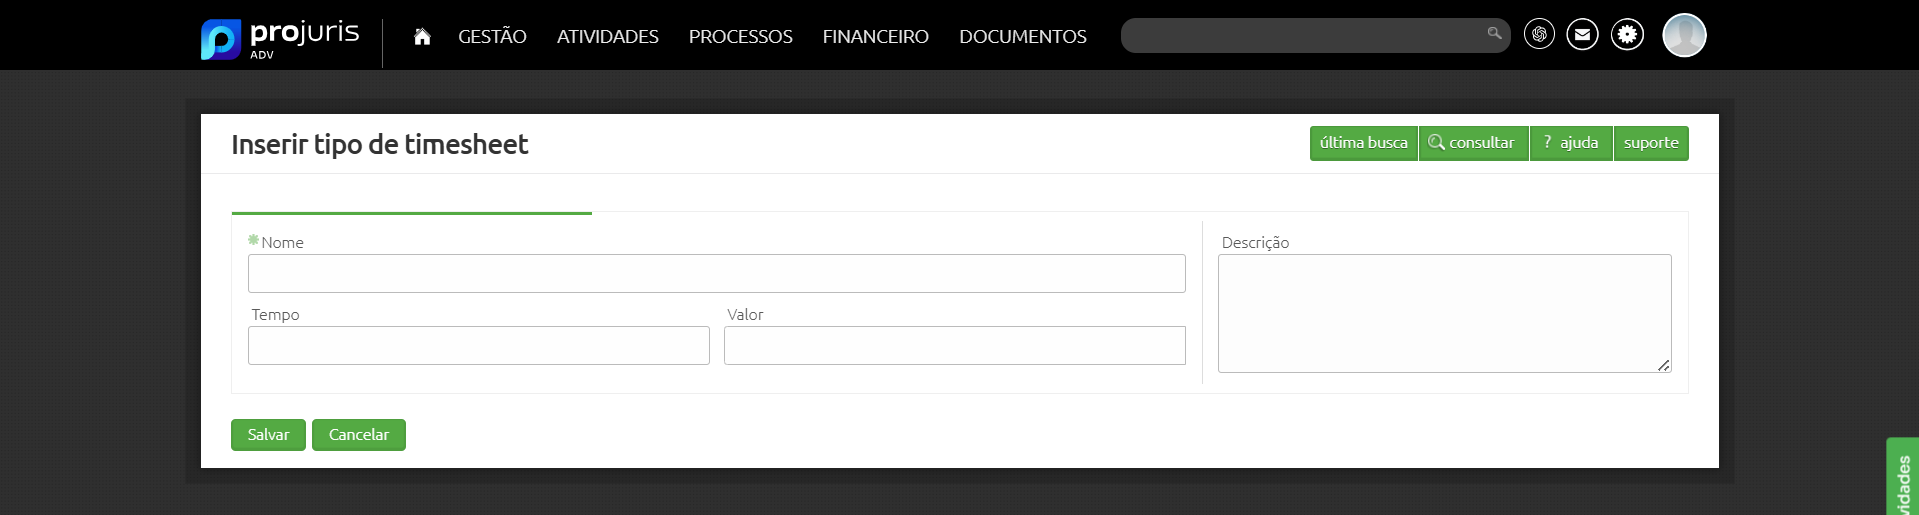 projuris
ADV
GESTÃO ATIVIDADES PROCESSOS FINANCEIRO DOCUMENTOS
Inserir tipo de timesheet
última busca consultar ? ajuda suporte
Nome
Descrição
Tempo Valor
Salvar Cancelar